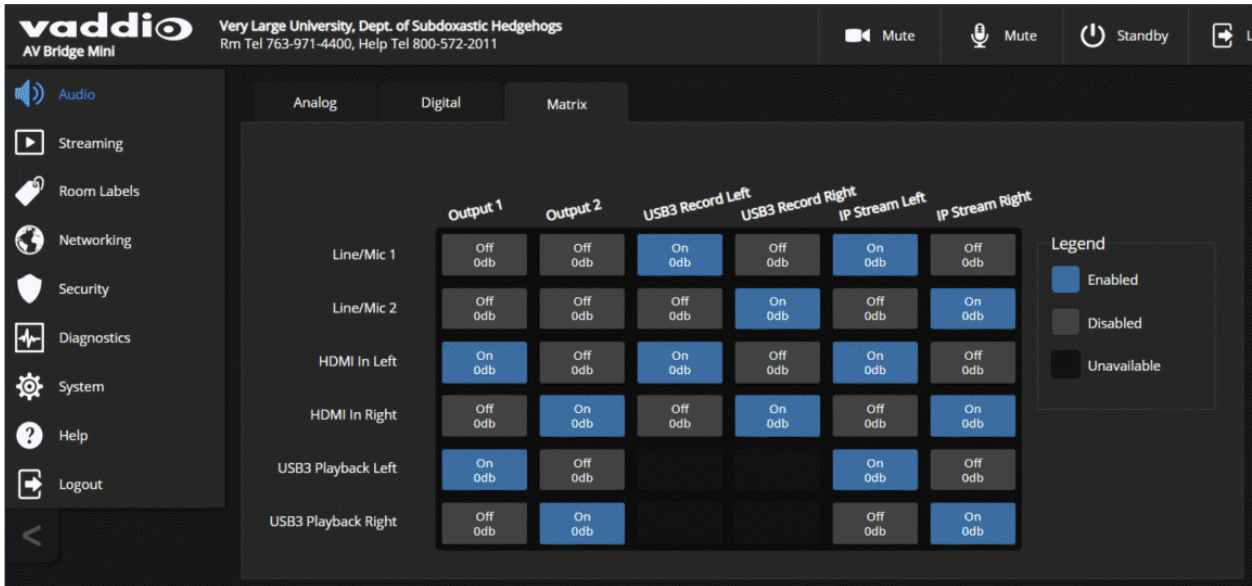 vaddio
AV Bridge Mini
Very Large University, Dept. of Subdoxastic Hedgehogs
Rm Tel 763-971-4400, Help Tel 800-572-2011
Mute
Mute
Standby
L
Audio
Streaming
Room Labels
Networking
Security
Diagnostics
System
Help
Logout
Analog
Digital
Matrix
Output 1
Output 2
USB3 Record Left
USB3 Record Right
IP Stream Left
IP Stream Right
Line/Mic 1
Off Off On Off On Off
0db 0db 0db 0db 0db 0db
Line/Mic 2
Off Off Off On Off On
0db 0db 0db 0db 0db 0db
HDMI In Left
On Off On Off On Off
0db 0db 0db 0db 0db 0db
HDMI In Right
Off On Off On Off On
0db 0db 0db 0db 0db 0db
USB3 Playback Left
On Off On Off
0db 0db 0db 0db
USB3 Playback Right
Off On Off On
0db 0db 0db 0db
Legend
Enabled
Disabled
Unavailable